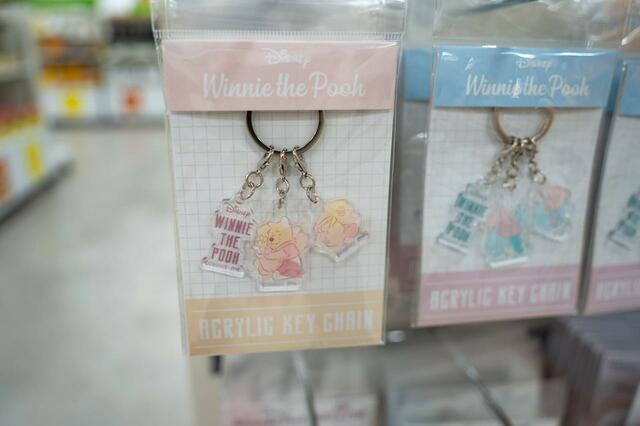 Disney
Winnie the Pooh
Disney
WINNIE
THE
POOH
ACRYLIC KEY CHAIN
Disney
Winnie the Pooh
WINNIE
THE
POOH
ACRYLIC KEY CHAIN